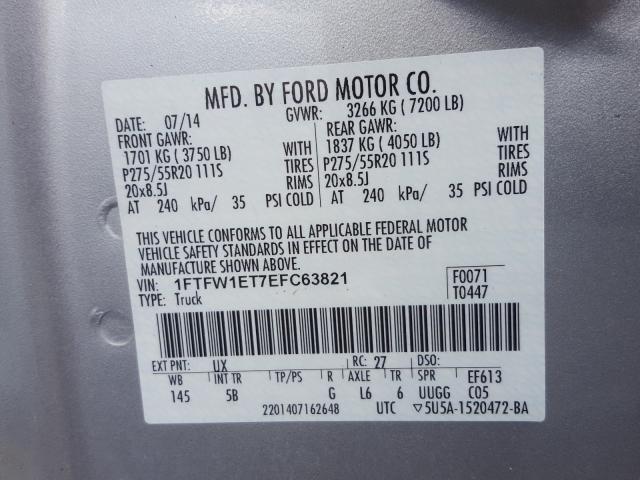 MFD. BY FORD MOTOR CO.
DATE: 07/14 GVWR: 3266 KG ( 7200 LB)
FRONT GAWR: REAR GAWR:
1701 KG ( 3750 LB) WITH 1837 KG ( 4050 LB) WITH
P275/55R20 111S TIRES P275/55R20 111S TIRES
20x8.5J RIMS 20x8.5J RIMS
AT 240 kPa/ 35 PSI COLD AT 240 kPa/ 35 PSI COLD
THIS VEHICLE CONFORMS TO ALL APPLICABLE FEDERAL MOTOR
VEHICLE SAFETY STANDARDS IN EFFECT ON THE DATE OF
MANUFACTURE SHOWN ABOVE.
VIN: 1FTFW1ET7EFC63821 F0071
TYPE: Truck T0447
EXT PNT: UX RC: 27 DSO:
WB INT TR TP/PS R AXLE TR SPR EF613
145 5B G L6 6 UUGG C05
2201407162648 UTC ▽5U5A-1520472-BA